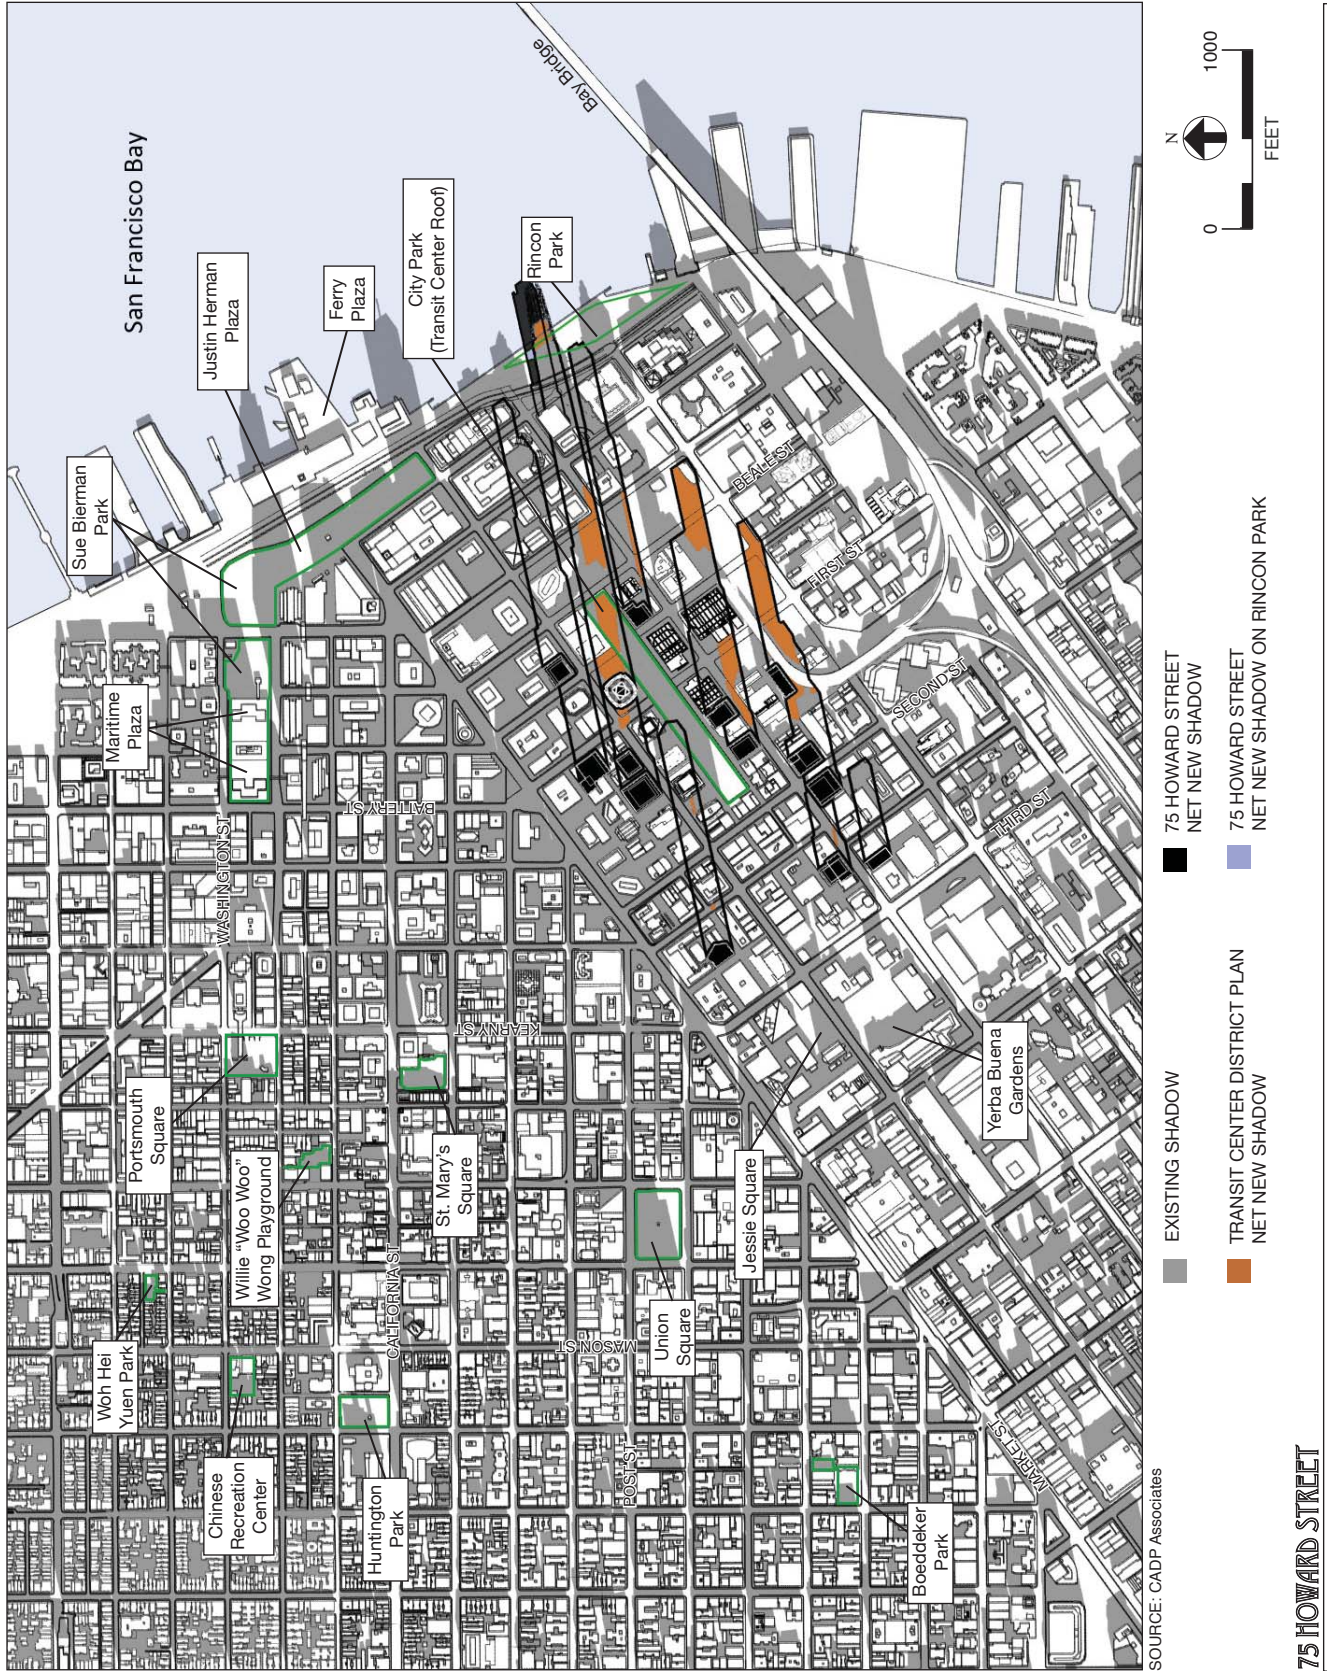 San Francisco Bay
Bay Bridge
Justin Herman
Plaza
Ferry
Plaza
City Park
(Transit Center Roof)
Rincon
Park
Sue Bierman
Park
Maritime
Plaza
BATTERY ST
WASHINGTON ST
BEALE ST
FIRST ST
SECOND ST
THIRD ST
KEARNY ST
Portsmouth
Square
Willie “Woo Woo”
Wong Playground
St. Mary's
Square
Yerba Buena
Gardens
Jessie Square
Woh Hei
Yuen Park
CALIFORNIA ST
MASON ST
Union
Square
Chinese
Recreation
Center
Huntington
Park
POST ST
MARKET ST
Boeddeker
Park
SOURCE: CADP Associates
EXISTING SHADOW
TRANSIT CENTER DISTRICT PLAN
NET NEW SHADOW
75 HOWARD STREET
NET NEW SHADOW
75 HOWARD STREET
NET NEW SHADOW ON RINCON PARK
N
0
1000
FEET
75 HOWARD STREET